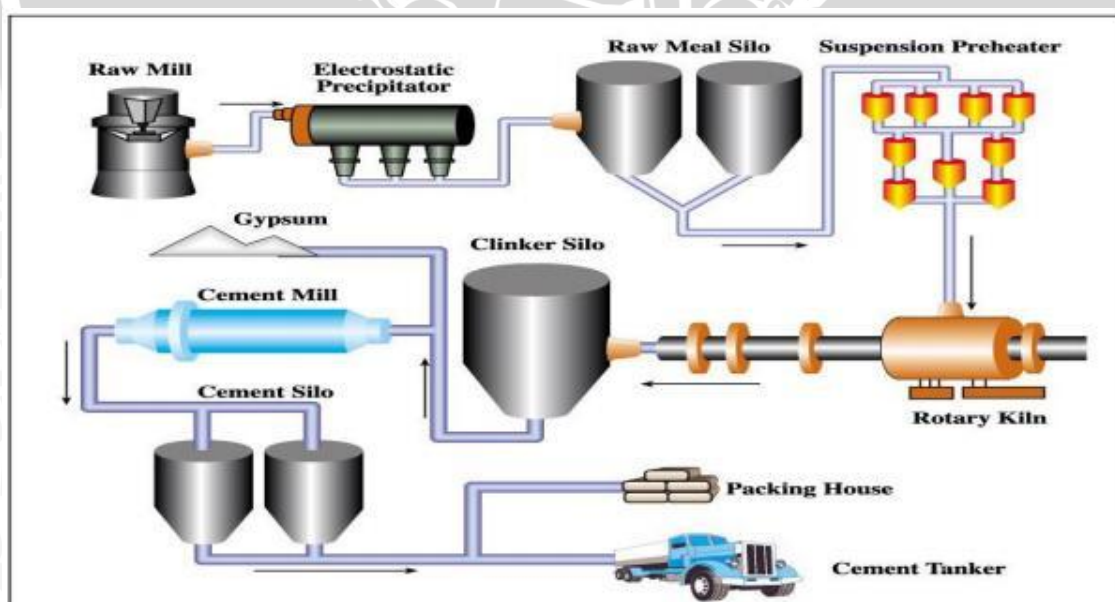 Raw Mill
Electrostatic
Precipitator
Raw Meal Silo
Suspension Preheater
Gypsum
Clinker Silo
Cement Mill
Cement Silo
Rotary Kiln
Packing House
Cement Tanker